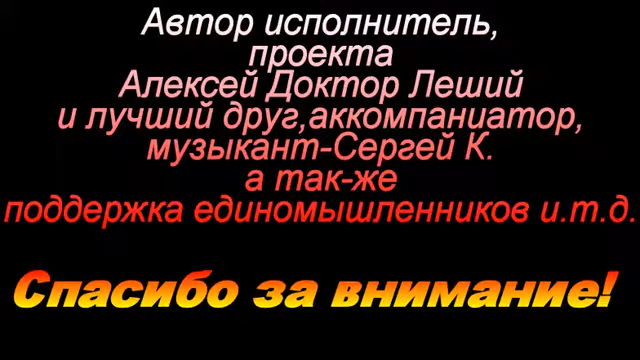 Автор исполнитель,
проекта
Алексей Доктор Леший
и лучший друг,аккомпаниатор,
музыкант-Сергей К.
а так-же
поддержка единомышленников и.т.д.
Спасибо за внимание!